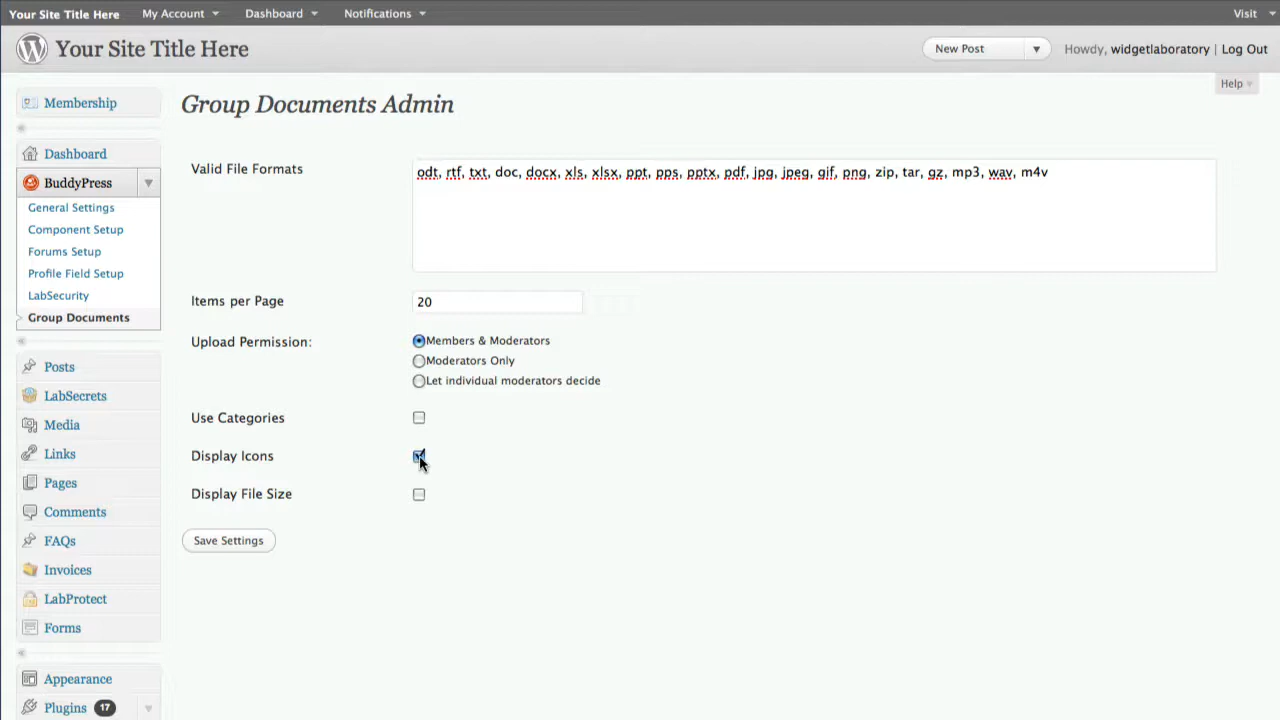 Your Site Title Here My Account Dashboard Notifications Visit
Your Site Title Here New Post Howdy, widgetlaboratory | Log Out
Help
Membership
Dashboard
BuddyPress
General Settings
Component Setup
Forums Setup
Profile Field Setup
LabSecurity
Group Documents
Posts
LabSecrets
Media
Links
Pages
Comments
FAQs
Invoices
LabProtect
Forms
Appearance
Plugins 17
Group Documents Admin
Valid File Formats odt, rtf, txt, doc, docx, xls, xlsx, ppt, pps, pptx, pdf, jpg, jpeg, gif, png, zip, tar, gz, mp3, wav, m4v
Items per Page 20
Upload Permission: Members & Moderators
Moderators Only
Let individual moderators decide
Use Categories
Display Icons
Display File Size
Save Settings